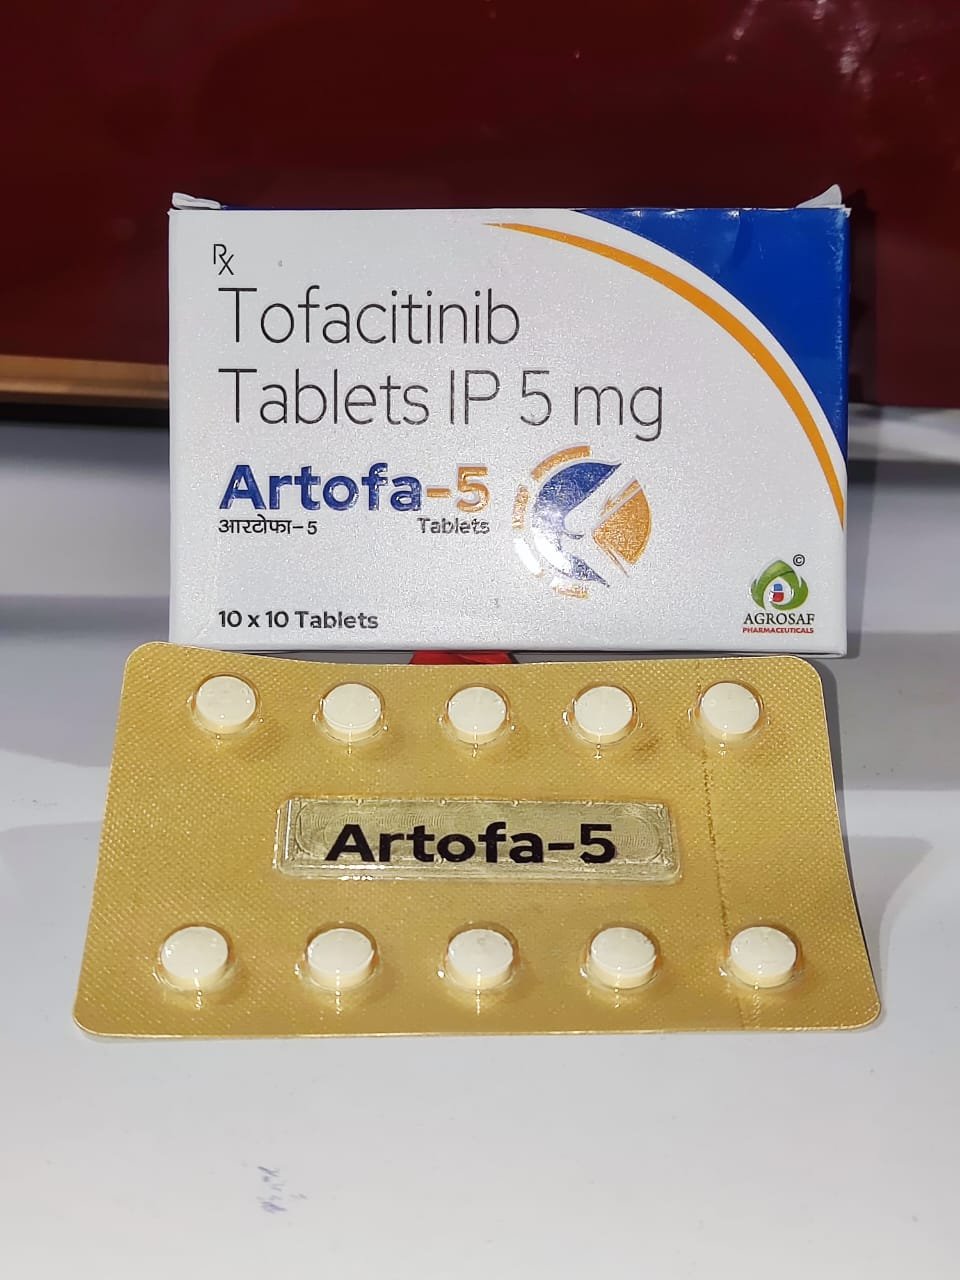 Rx
Tofacitinib
Tablets IP 5 mg
Artofa-5
आरटोफा-5 Tablets
10 x 10 Tablets
©
AGROSAF
PHARMACEUTICALS
Artofa-5